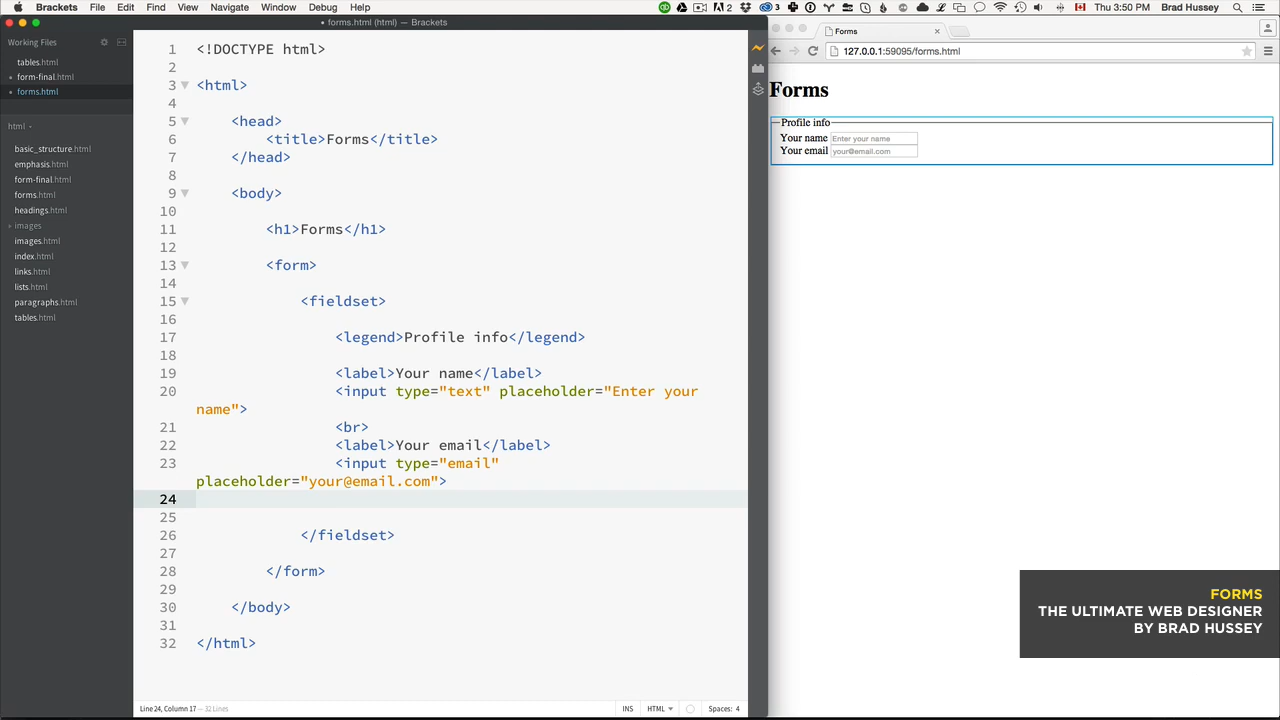 Brackets File Edit Find View Navigate Window Debug Help
3
2
3
Thu 3:50 PM Brad Hussey
• forms.html (html) — Brackets
Working Files
tables.html
• form-final.html
• forms.html
html
basic_structure.html
emphasis.html
form-final.html
forms.html
headings.html
images
images.html
index.html
links.html
lists.html
paragraphs.html
tables.html
1 <!DOCTYPE html>
2
3 <html>
4
5 <head>
6 <title>Forms</title>
7 </head>
8
9 <body>
10
11 <h1>Forms</h1>
12
13 <form>
14
15 <fieldset>
16
17 <legend>Profile info</legend>
18
19 <label>Your name</label>
20 <input type="text" placeholder="Enter your
name">
21 <br>
22 <label>Your email</label>
23 <input type="email"
placeholder="your@email.com">
24
25
26 </fieldset>
27
28 </form>
29
30 </body>
31
32 </html>
Line 24, Column 17 — 32 Lines
INS HTML Spaces: 4
Forms
127.0.0.1:59095/forms.html
Forms
Profile info
Your name Enter your name
Your email your@email.com
FORMS
THE ULTIMATE WEB DESIGNER
BY BRAD HUSSEY